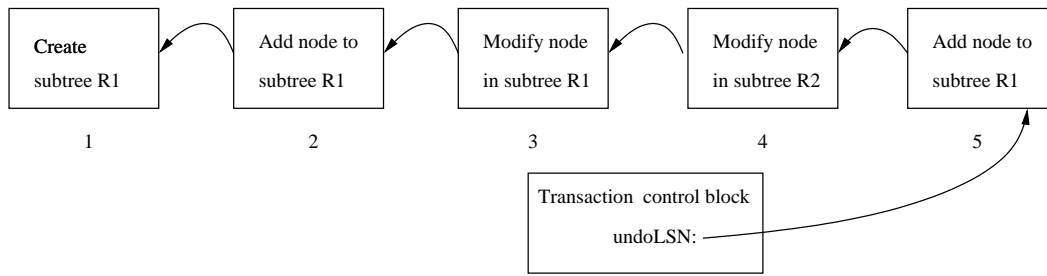 Create
subtree R1
Add node to
subtree R1
Modify node
in subtree R1
Modify node
in subtree R2
Add node to
subtree R1
1
2
3
4
5
Transaction control block
undoLSN: